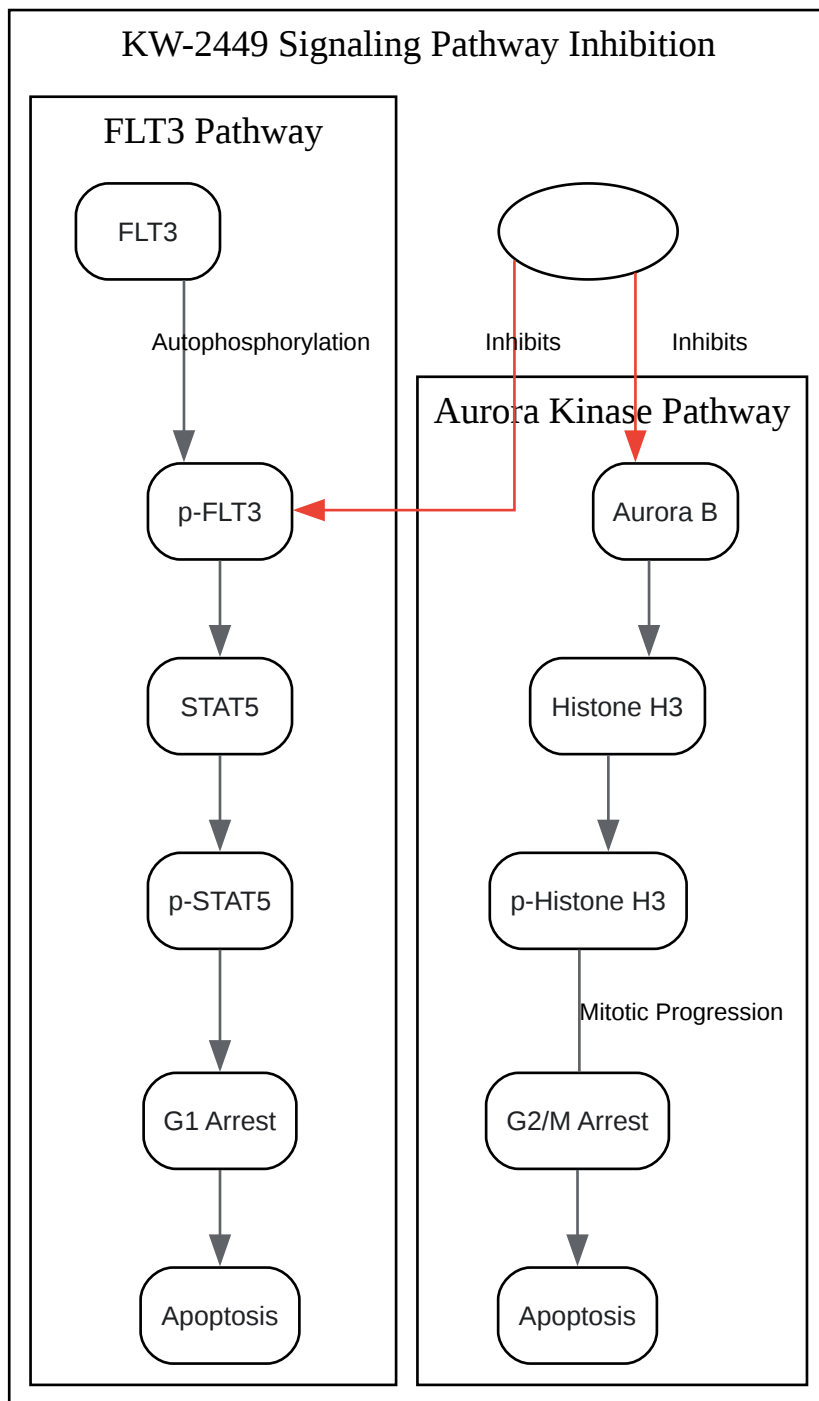 KW-2449 Signaling Pathway Inhibition
FLT3 Pathway
FLT3
Autophosphorylation
Inhibits
Inhibits
Aurora Kinase Pathway
p-FLT3
Aurora B
STAT5
Histone H3
p-STAT5
p-Histone H3
Mitotic Progression
G1 Arrest
G2/M Arrest
Apoptosis
Apoptosis